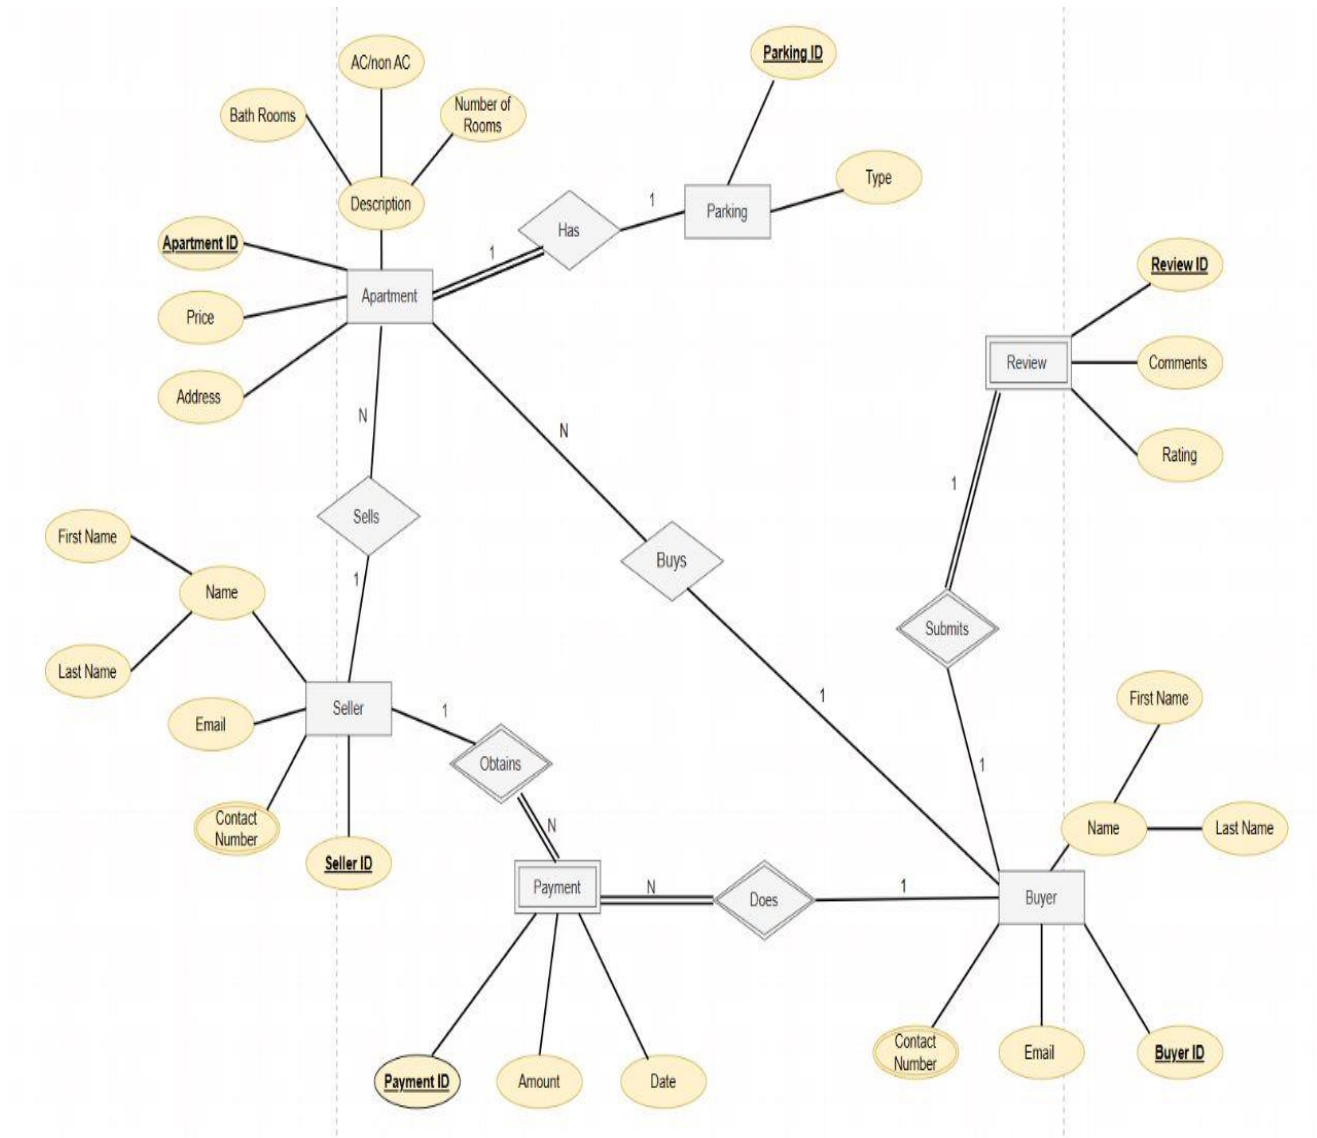 Parking ID
AC/non AC
Bath Rooms
Number of
Rooms
Type
Description
1
Parking
Has
Apartment ID
1
Review ID
Apartment
Price
Review
Comments
Address
N
N
Rating
1
Sells
First Name
Buys
1
Name
Submits
Last Name
1
First Name
Seller
1
Email
Obtains
1
Contact
Number
N
Name
Last Name
Seller ID
Payment
N
Does
1
Buyer
Contact
Number
Email
Buyer ID
Payment ID
Amount
Date